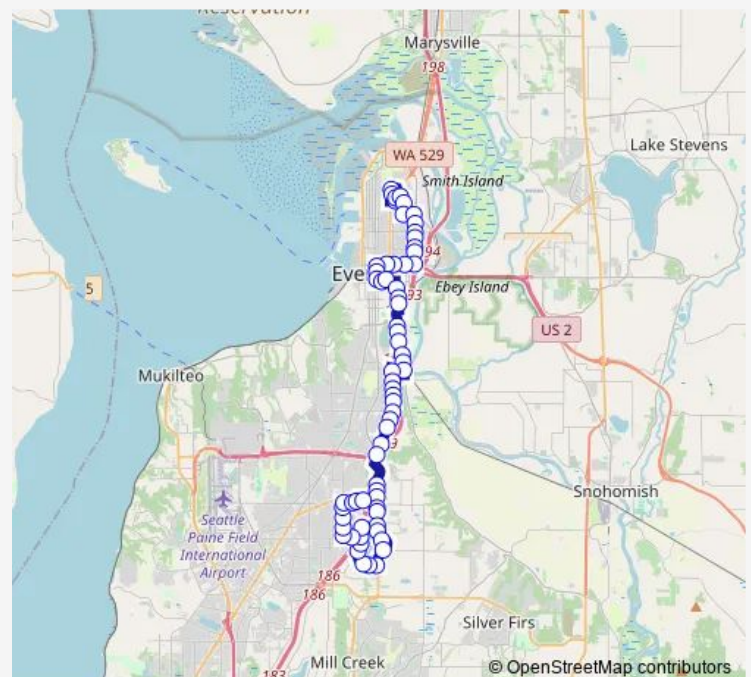 Reservation
Marysville
198
Lake Stevens
WA 529
Smith Island
94
Eve
5
Ebey Island
93
US 2
Mukilteo
Snohomish
Seattle
Paine Field
International
Airport
186
186
Silver Firs
Mill Creek
183
© OpenStreetMap contributors